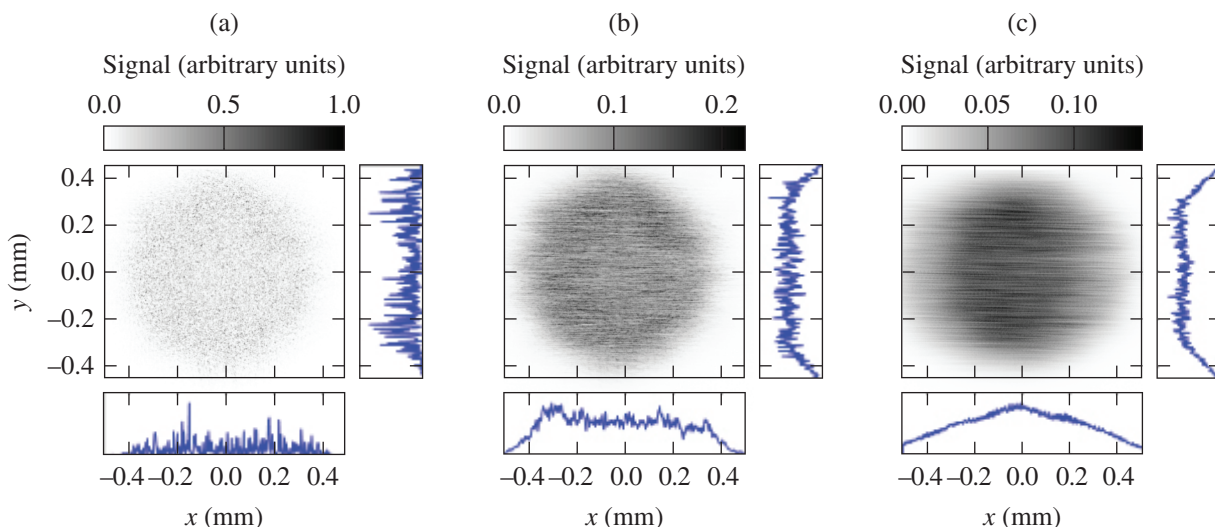 (a) (b) (c)
Signal (arbitrary units) Signal (arbitrary units) Signal (arbitrary units)
0.0 0.5 1.0 0.0 0.1 0.2 0.00 0.05 0.10
0.4
0.2
0.0
–0.2
–0.4
y (mm)
–0.4 –0.2 0.0 0.2 0.4 –0.4 –0.2 0.0 0.2 0.4 –0.4 –0.2 0.0 0.2 0.4
x (mm) x (mm) x (mm)